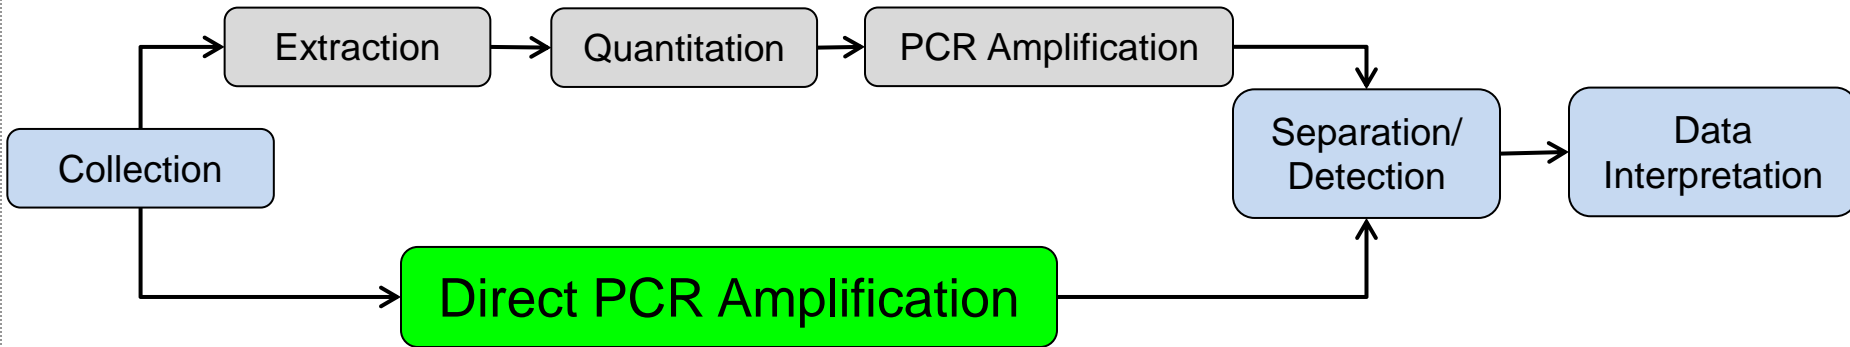 Extraction
Quantitation
PCR Amplification
Collection
Separation/
Detection
Data
Interpretation
Direct PCR Amplification